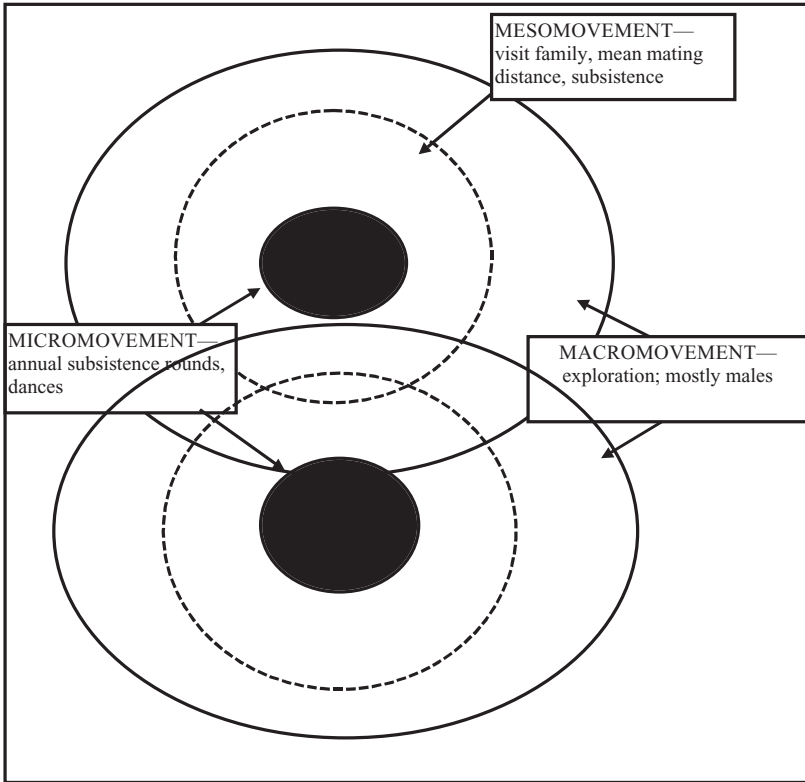 MESOMOVEMENT—
visit family, mean mating
distance, subsistence
MICROMOVEMENT—
annual subsistence rounds,
dances
MACROMOVEMENT—
exploration; mostly males